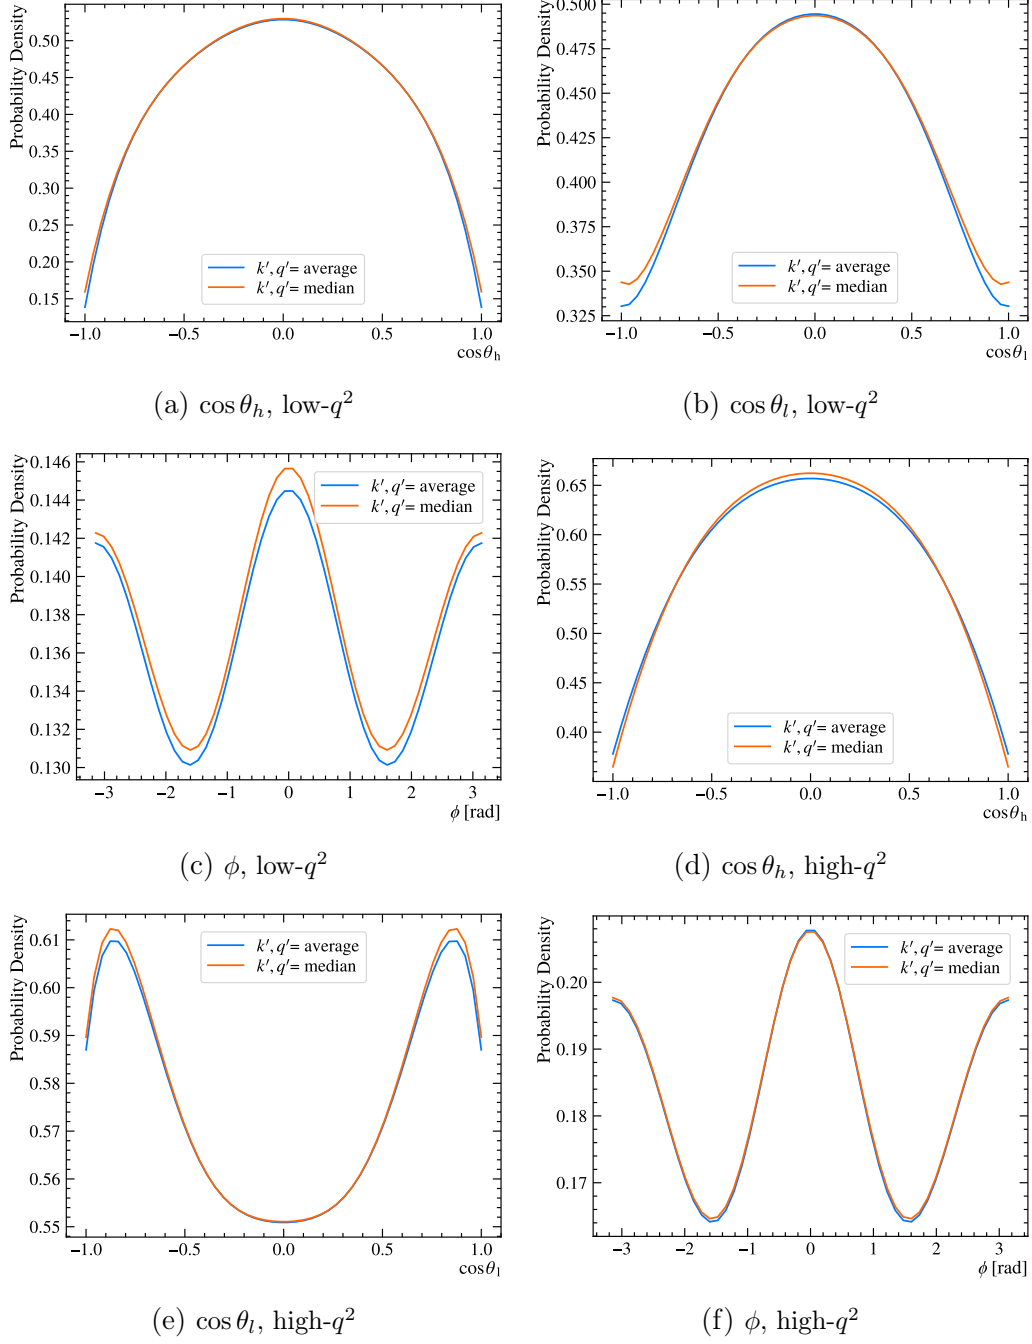 Probability Density
0.50
0.45
0.40
0.35
0.30
0.25
0.20
0.15
k′, q′= average
k′, q′= median
−1.0 −0.5 0.0 0.5 1.0
cos θh
(a) cos θh, low-q²
Probability Density
0.500
0.475
0.450
0.425
0.400
0.375
0.350
0.325
k′, q′= average
k′, q′= median
−1.0 −0.5 0.0 0.5 1.0
cos θl
(b) cos θl, low-q²
Probability Density
0.146
0.144
0.142
0.140
0.138
0.136
0.134
0.132
0.130
k′, q′= average
k′, q′= median
−3 −2 −1 0 1 2 3
ϕ [rad]
(c) ϕ, low-q²
Probability Density
0.65
0.60
0.55
0.50
0.45
0.40
k′, q′= average
k′, q′= median
−1.0 −0.5 0.0 0.5 1.0
cos θh
(d) cos θh, high-q²
Probability Density
0.61
0.60
0.59
0.58
0.57
0.56
0.55
k′, q′= average
k′, q′= median
−1.0 −0.5 0.0 0.5 1.0
cos θl
(e) cos θl, high-q²
Probability Density
0.20
0.19
0.18
0.17
k′, q′= average
k′, q′= median
−3 −2 −1 0 1 2 3
ϕ [rad]
(f) ϕ, high-q²